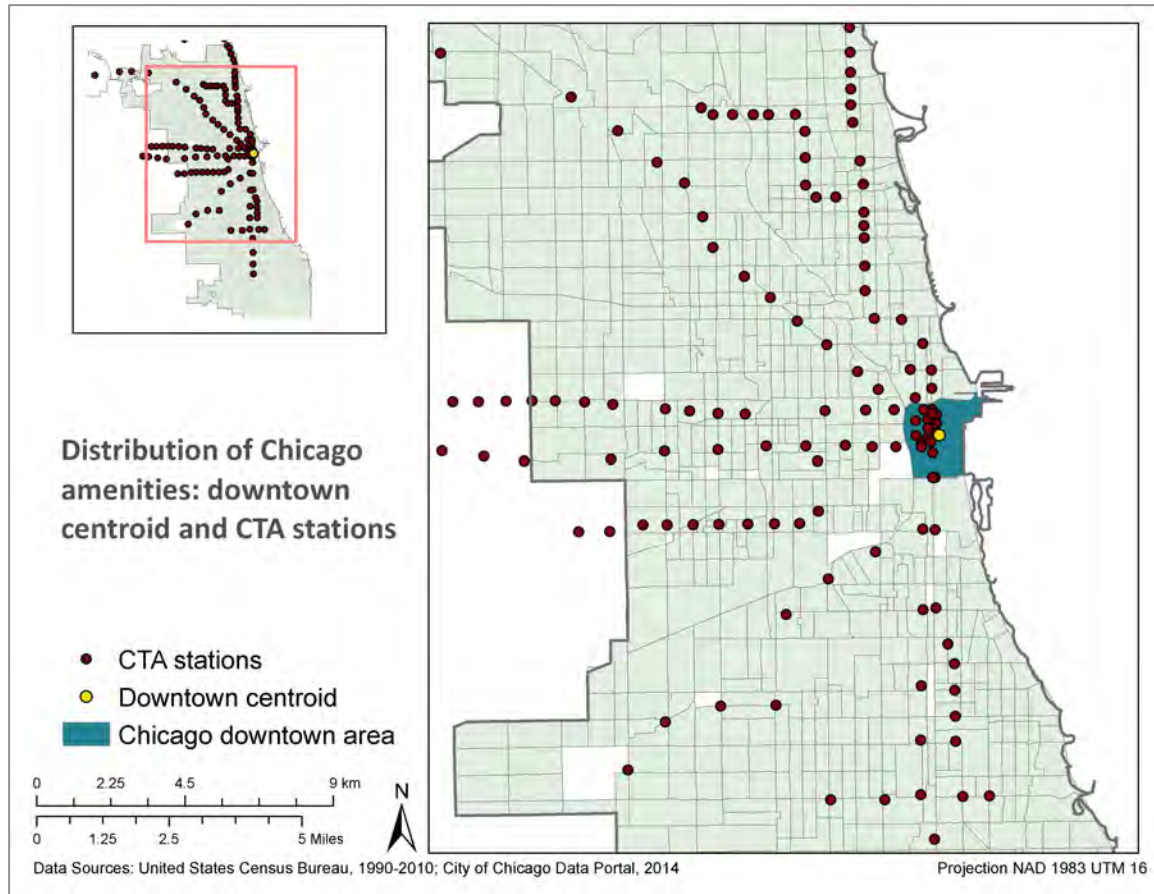 Distribution of Chicago
amenities: downtown
centroid and CTA stations
CTA stations
Downtown centroid
Chicago downtown area
0 2.25 4.5 9 km
0 1.25 2.5 5 Miles
N
Data Sources: United States Census Bureau, 1990-2010; City of Chicago Data Portal, 2014 Projection NAD 1983 UTM 16